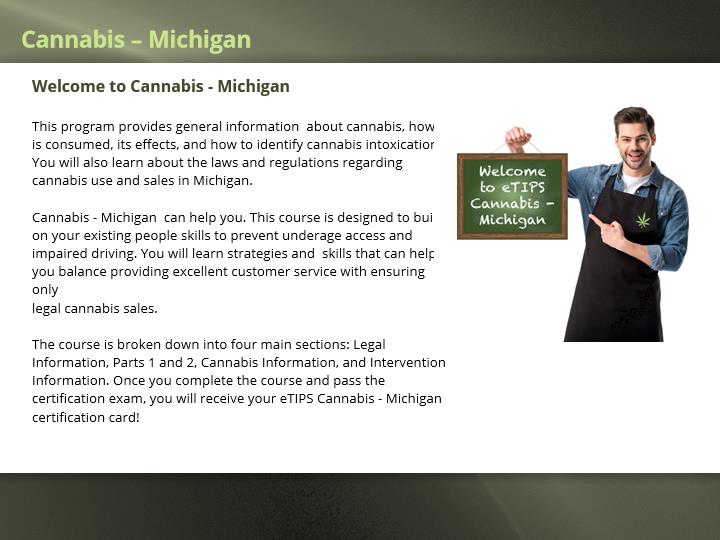 Cannabis – Michigan
Welcome to Cannabis - Michigan
This program provides general information  about cannabis, how
is consumed, its effects, and how to identify cannabis intoxication
You will also learn about the laws and regulations regarding
cannabis use and sales in Michigan.
Cannabis - Michigan  can help you. This course is designed to bui
on your existing people skills to prevent underage access and
impaired driving. You will learn strategies and  skills that can help
you balance providing excellent customer service with ensuring
only
legal cannabis sales.
The course is broken down into four main sections: Legal
Information, Parts 1 and 2, Cannabis Information, and Intervention
Information. Once you complete the course and pass the
certification exam, you will receive your eTIPS Cannabis - Michigan
certification card!
Welcome
to eTIPS
Cannabis –
Michigan